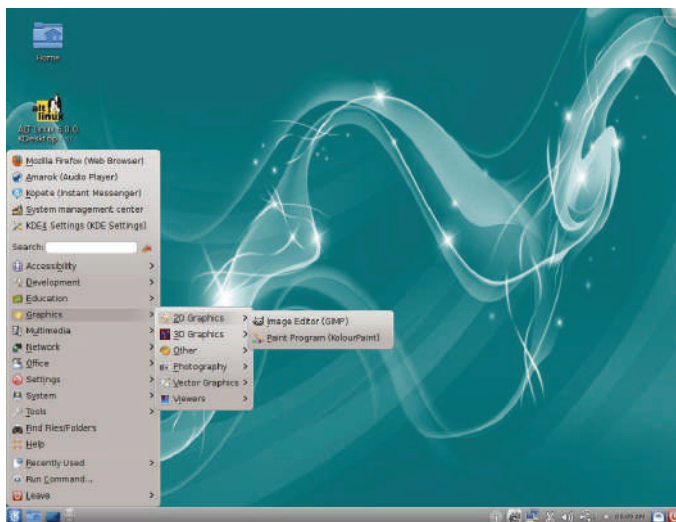 Home
alt
linux
ALT Linux 6.0.0
KDesktop
Mozilla Firefox (Web Browser)
Amarok (Audio Player)
Kopete (Instant Messenger)
System management center
KDE4 Settings (KDE Settings)
Search:
Accessibility
Development
Education
Graphics
Multimedia
Network
Office
Settings
System
Tools
Find Files/Folders
Help
Recently Used
Run Command...
Leave
2D Graphics
3D Graphics
Other
Photography
Vector Graphics
Viewers
Image Editor (GIMP)
Paint Program (KolourPaint)